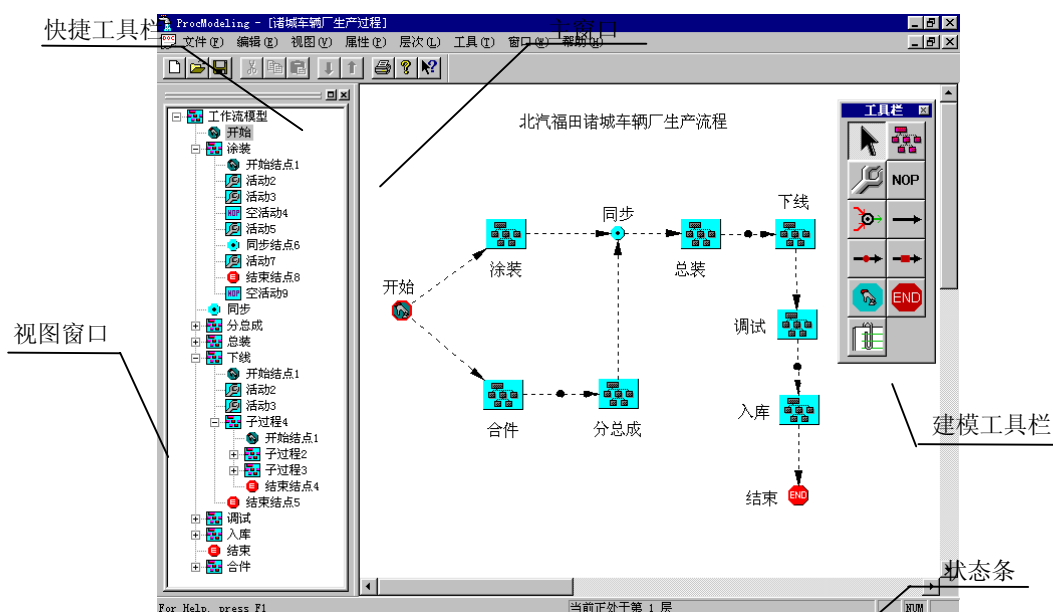 ProcModeling - [诸城车辆厂生产过程]
快捷工具栏
主窗口
文件(F) 编辑(E) 视图(V) 属性(P) 层次(L) 工具(T) 窗口(W) 帮助(H)
工作流模型
开始
涂装
开始结点1
活动2
活动3
NOP 空活动4
活动5
同步结点6
活动7
结束结点8
NOP 空活动9
同步
分总成
总装
下线
开始结点1
活动2
活动3
子过程4
开始结点1
子过程2
子过程3
结束结点4
结束结点5
调试
入库
结束
合件
视图窗口
北汽福田诸城车辆厂生产流程
开始
涂装
同步
总装
下线
调试
合件
分总成
入库
结束
END
工具栏
NOP
END
建模工具栏
状态条
For Help, press F1
当前正处于第 1 层
NUM